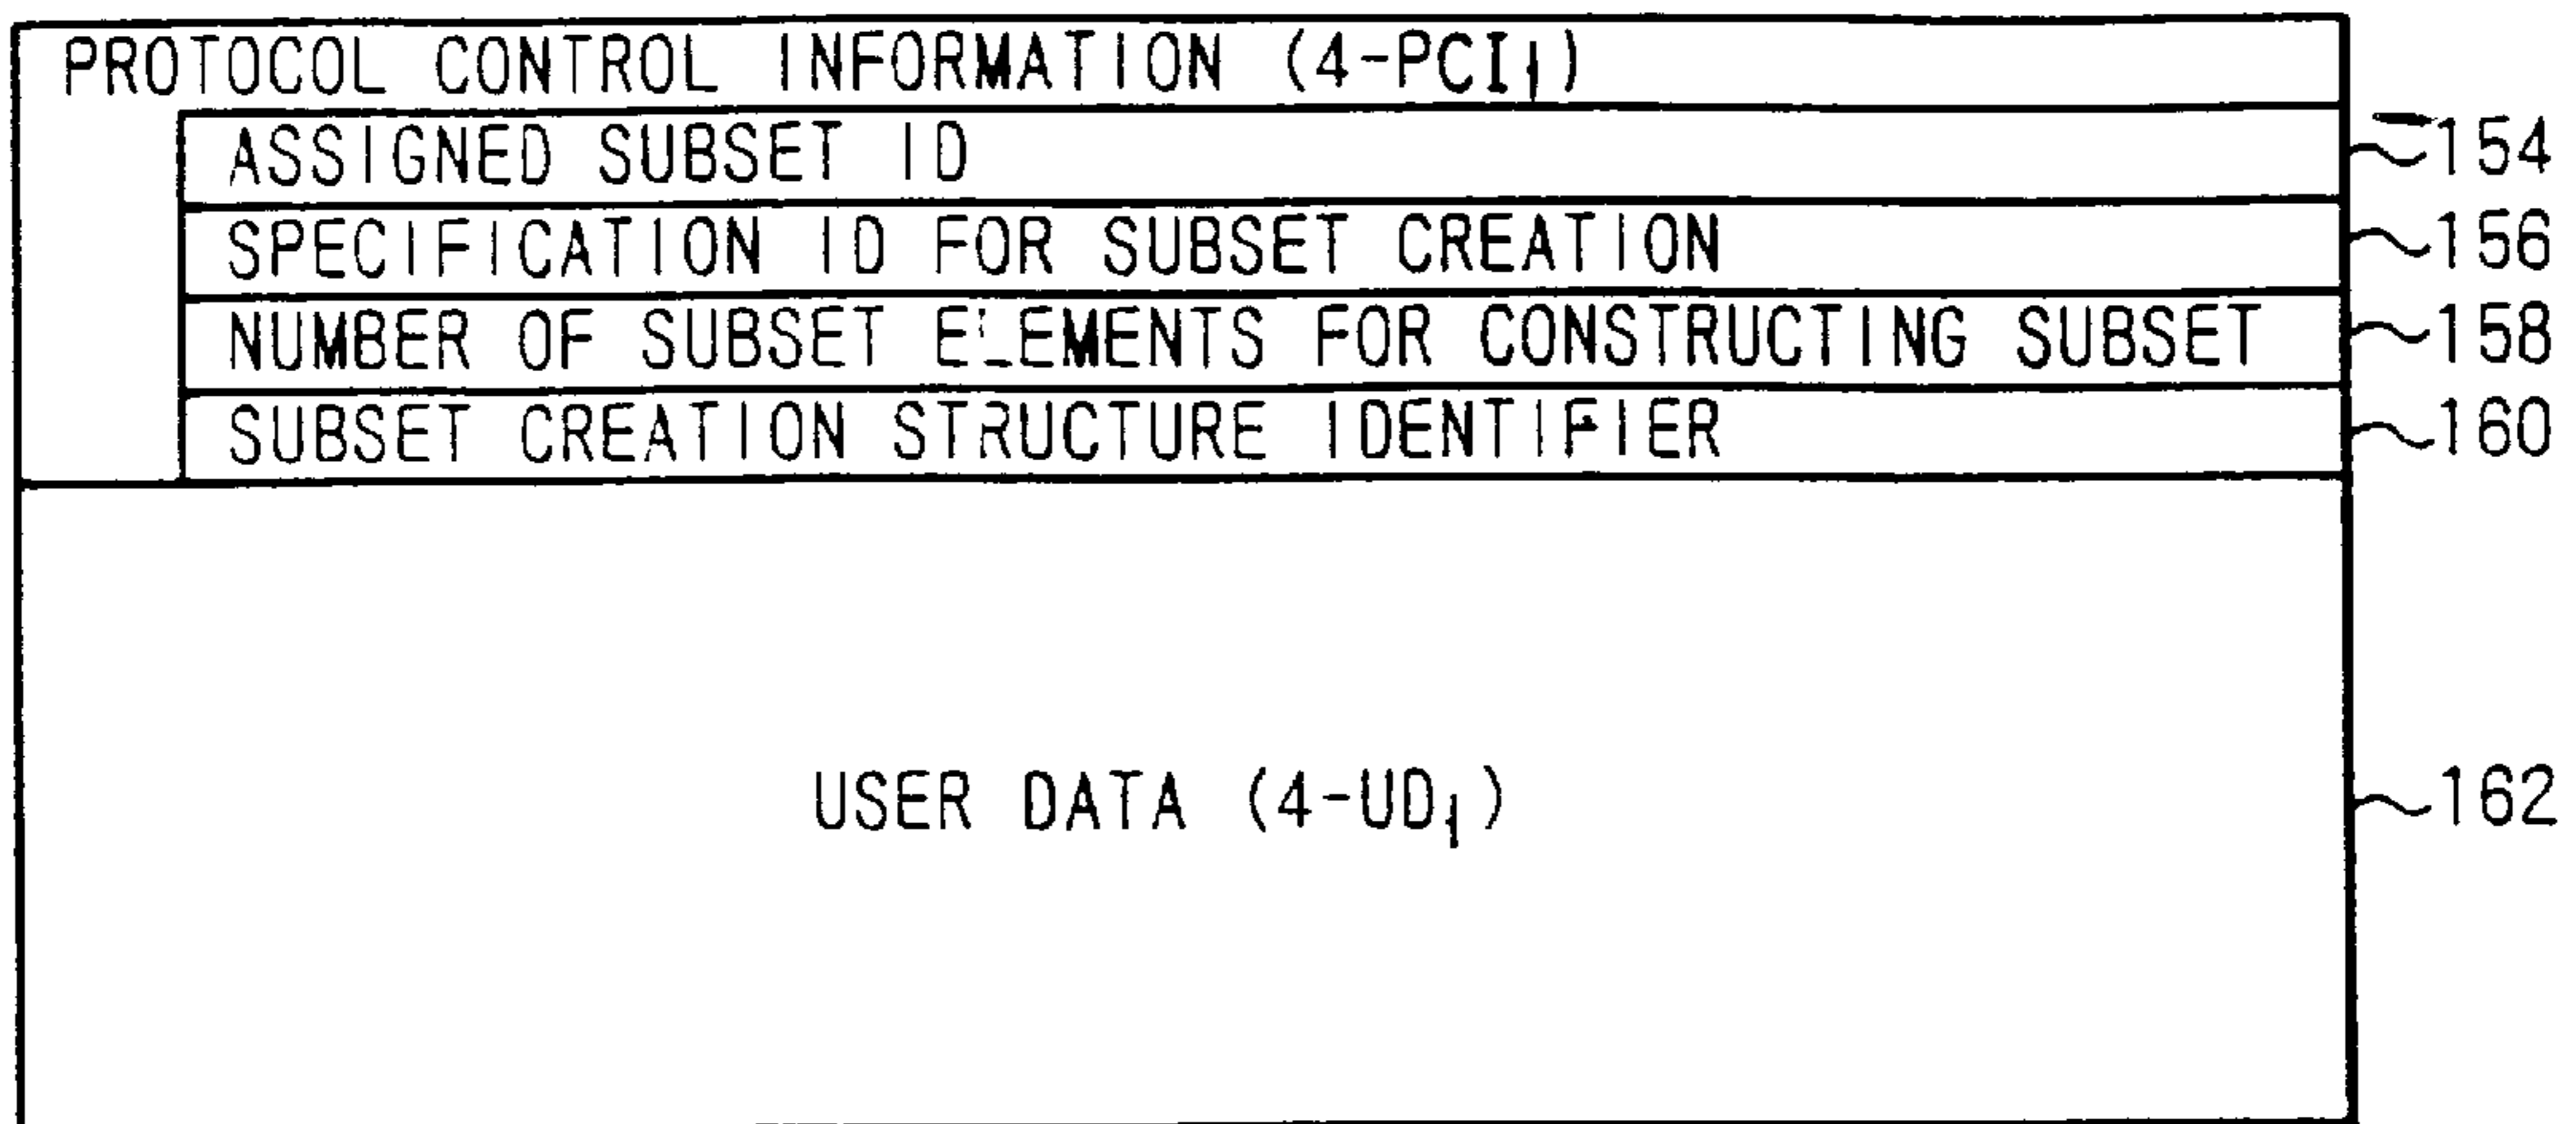 PROTOCOL CONTROL INFORMATION (4-PCI₁)
ASSIGNED SUBSET ID 154
SPECIFICATION ID FOR SUBSET CREATION 156
NUMBER OF SUBSET ELEMENTS FOR CONSTRUCTING SUBSET 158
SUBSET CREATION STRUCTURE IDENTIFIER 160
USER DATA (4-UD₁) 162